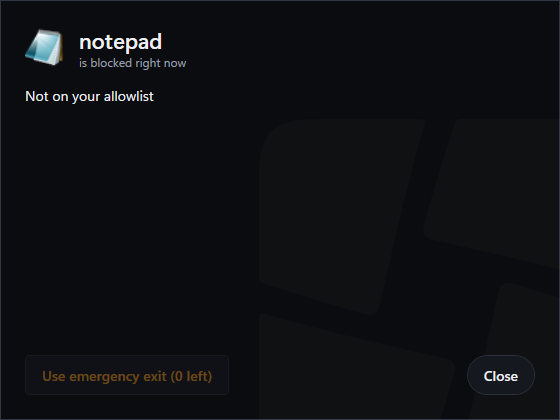 notepad
is blocked right now
Not on your allowlist
Use emergency exit (0 left)
Close